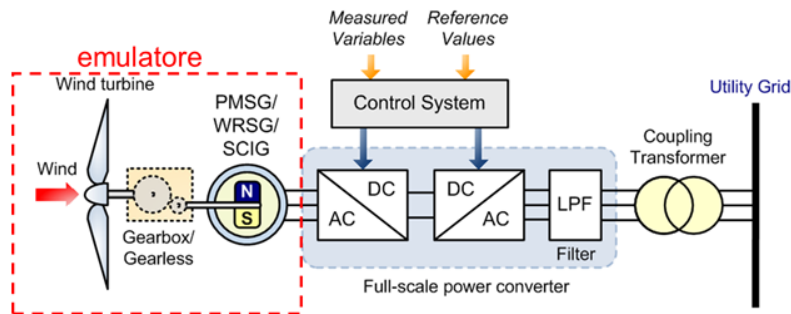 Measured
Variables
Reference
Values
emulatore
Wind turbine
PMSG/
WRSG/
SCIG
Control System
Utility Grid
Coupling
Transformer
Wind
N
S
DC
AC
DC
AC
LPF
Gearbox/
Gearless
Filter
Full-scale power converter